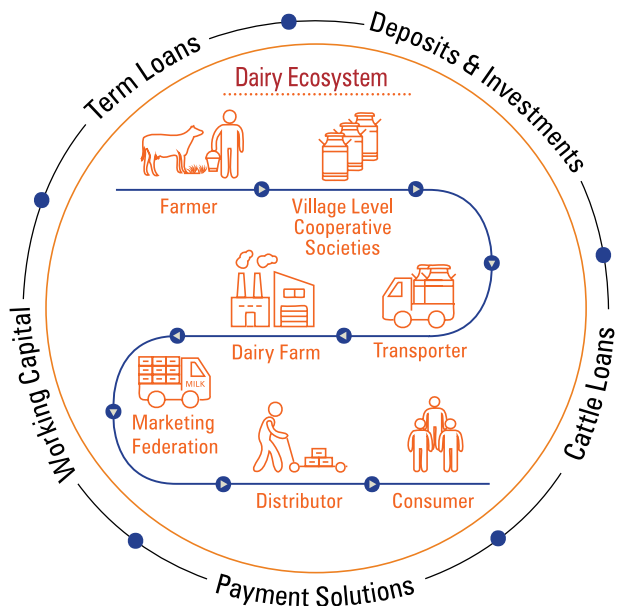 Term Loans
Deposits & Investments
Dairy Ecosystem
Farmer
Village Level
Cooperative
Societies
Dairy Farm
Transporter
MILK
Marketing
Federation
Distributor
Consumer
Working Capital
Cattle Loans
Payment Solutions